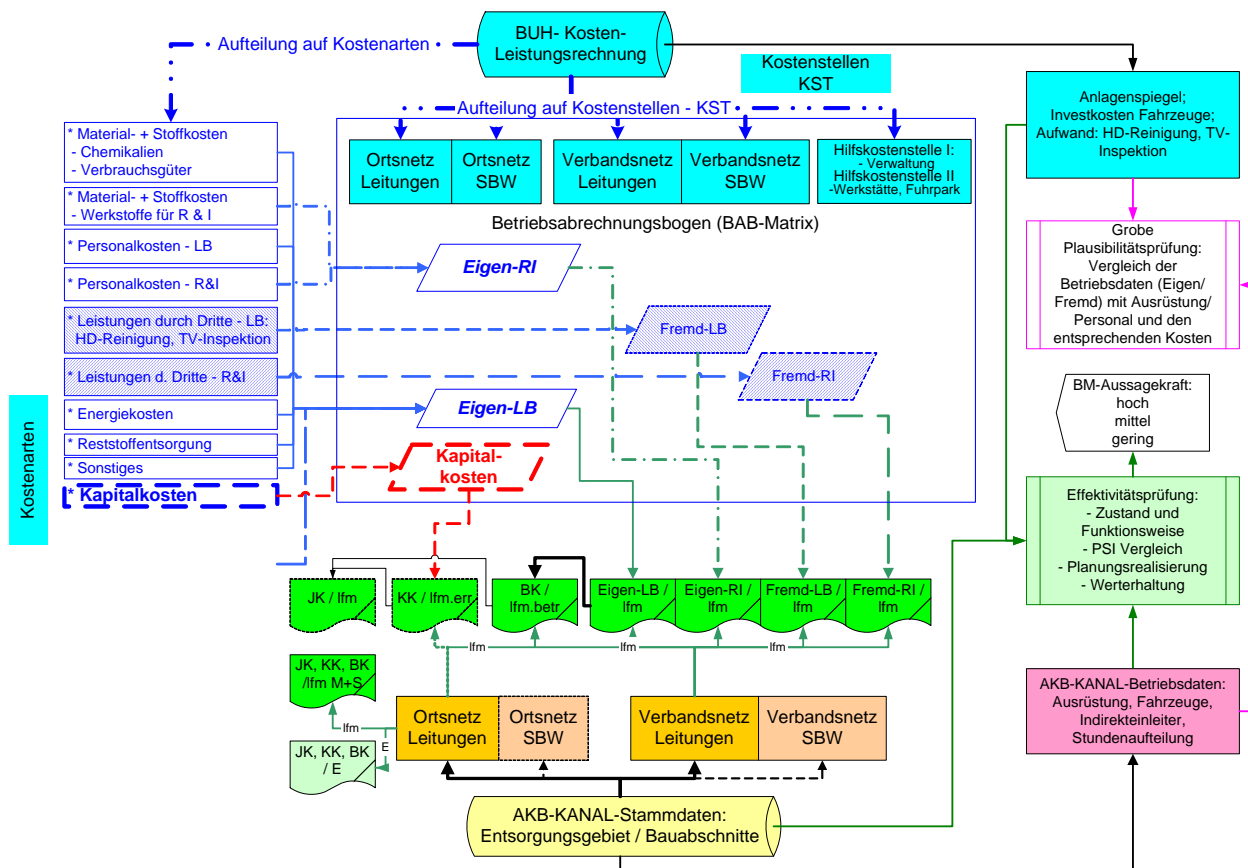 BUH- Kosten-
Leistungsrechnung
Aufteilung auf Kostenarten
Kostenstellen
KST
Aufteilung auf Kostenstellen - KST
Anlagenspiegel;
Investkosten Fahrzeuge;
Aufwand: HD-Reinigung, TV-
Inspektion
* Material- + Stoffkosten
- Chemikalien
- Verbrauchsgüter
* Material- + Stoffkosten
- Werkstoffe für R & I
* Personalkosten - LB
* Personalkosten - R&I
* Leistungen durch Dritte - LB:
HD-Reinigung, TV-Inspektion
* Leistungen d. Dritte - R&I
* Energiekosten
* Reststoffentsorgung
* Sonstiges
* Kapitalkosten
Kostenarten
Ortsnetz
Leitungen
Ortsnetz
SBW
Verbandsnetz
Leitungen
Verbandsnetz
SBW
Hilfskostenstelle I:
- Verwaltung
Hilfskostenstelle II
-Werkstätte, Fuhrpark
Betriebsabrechnungsbogen (BAB-Matrix)
Eigen-RI
Fremd-LB
Fremd-RI
Eigen-LB
Kapital-
kosten
Grobe
Plausibilitätsprüfung:
Vergleich der
Betriebsdaten (Eigen/
Fremd) mit Ausrüstung/
Personal und den
entsprechenden Kosten
BM-Aussagekraft:
hoch
mittel
gering
Effektivitätsprüfung:
- Zustand und
Funktionsweise
- PSI Vergleich
- Planungsrealisierung
- Werterhaltung
JK / lfm
KK / lfm.err
BK /
lfm.betr
Eigen-LB /
lfm
Eigen-RI /
lfm
Fremd-LB /
lfm
Fremd-RI /
lfm
lfm
lfm
lfm
lfm
JK, KK, BK
/lfm M+S
lfm
E
JK, KK, BK
/ E
Ortsnetz
Leitungen
Ortsnetz
SBW
Verbandsnetz
Leitungen
Verbandsnetz
SBW
AKB-KANAL-Betriebsdaten:
Ausrüstung, Fahrzeuge,
Indirekteinleiter,
Stundenaufteilung
AKB-KANAL-Stammdaten:
Entsorgungsgebiet / Bauabschnitte